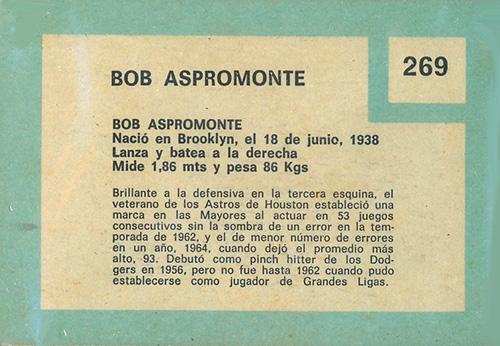 269
BOB ASPROMONTE
BOB ASPROMONTE
Nació en Brooklyn, el 18 de junio, 1938
Lanza y batea a la derecha
Mide 1,86 mts y pesa 86 Kgs
Brillante a la defensiva en la tercera esquina, el
veterano de los Astros de Houston estableció una
marca en las Mayores al actuar en 53 juegos
consecutivos sin la sombra de un error en la tem-
porada de 1962, y el de menor número de errores
en un año, 1964, cuando dejó el promedio más
alto, 93. Debutó como pinch hitter de los Dod-
gers en 1956, pero no fue hasta 1962 cuando pudo
establecerse como jugador de Grandes Ligas.